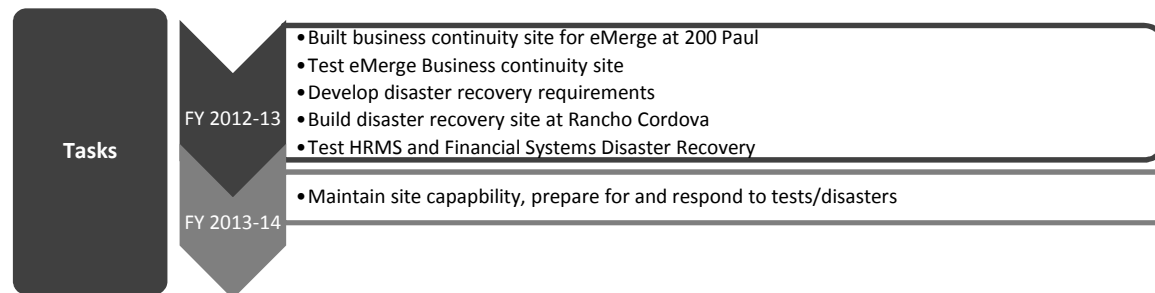 Tasks
FY 2012-13
•Built business continuity site for eMerge at 200 Paul
•Test eMerge Business continuity site
•Develop disaster recovery requirements
•Build disaster recovery site at Rancho Cordova
•Test HRMS and Financial Systems Disaster Recovery
FY 2013-14
•Maintain site capapbility, prepare for and respond to tests/disasters